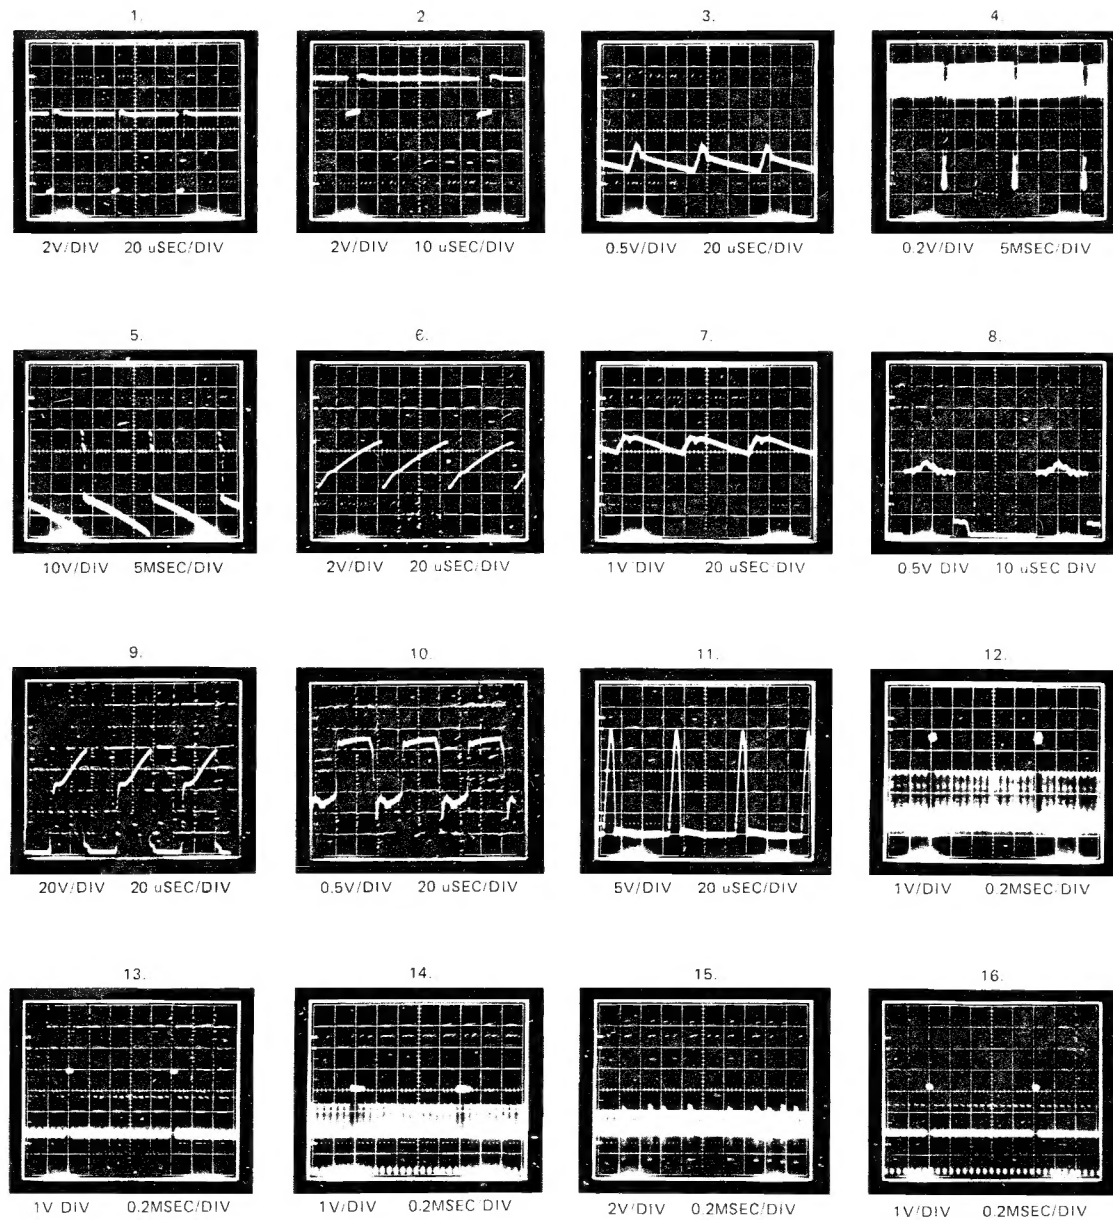 1. 2 3. 4.
2V/DIV 20 uSEC/DIV 2V/DIV 10 uSEC/DIV 0.5V/DIV 20 uSEC/DIV 0.2V/DIV 5MSEC/DIV
5. 6. 7. 8.
10V/DIV 5MSEC/DIV 2V/DIV 20 uSEC/DIV 1V DIV 20 uSEC DIV 0.5V DIV 10 uSEC DIV
9. 10. 11. 12.
20V/DIV 20 uSEC/DIV 0.5V/DIV 20 uSEC/DIV 5V/DIV 20 uSEC/DIV 1V/DIV 0.2MSEC/DIV
13. 14. 15. 16.
1V DIV 0.2MSEC/DIV 1V/DIV 0.2MSEC DIV 2V/DIV 0.2MSEC/DIV 1V/DIV 0.2MSEC/DIV